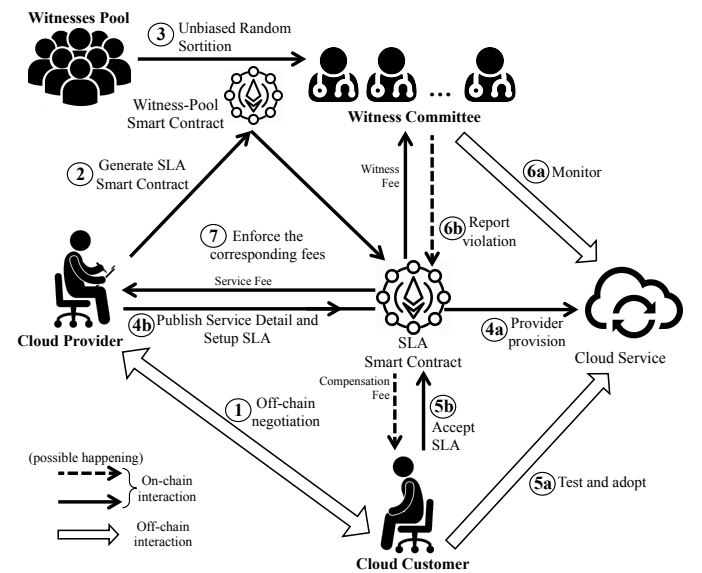 Witnesses Pool
3 Unbiased Random
Sortition
Witness-Pool
Smart Contract
...
Witness Committee
2 Generate SLA
Smart Contract
Witness
Fee
6a Monitor
6b Report
violation
7 Enforce the
corresponding fees
Service Fee
Cloud Provider
4b Publish Service Detail and
Setup SLA
SLA
Smart Contract
4a Provider
provision
Cloud Service
1 Off-chain
negotiation
Compensation
Fee
5b
Accept
SLA
(possible happening)
On-chain
interaction
Off-chain
interaction
5a Test and adopt
Cloud Customer